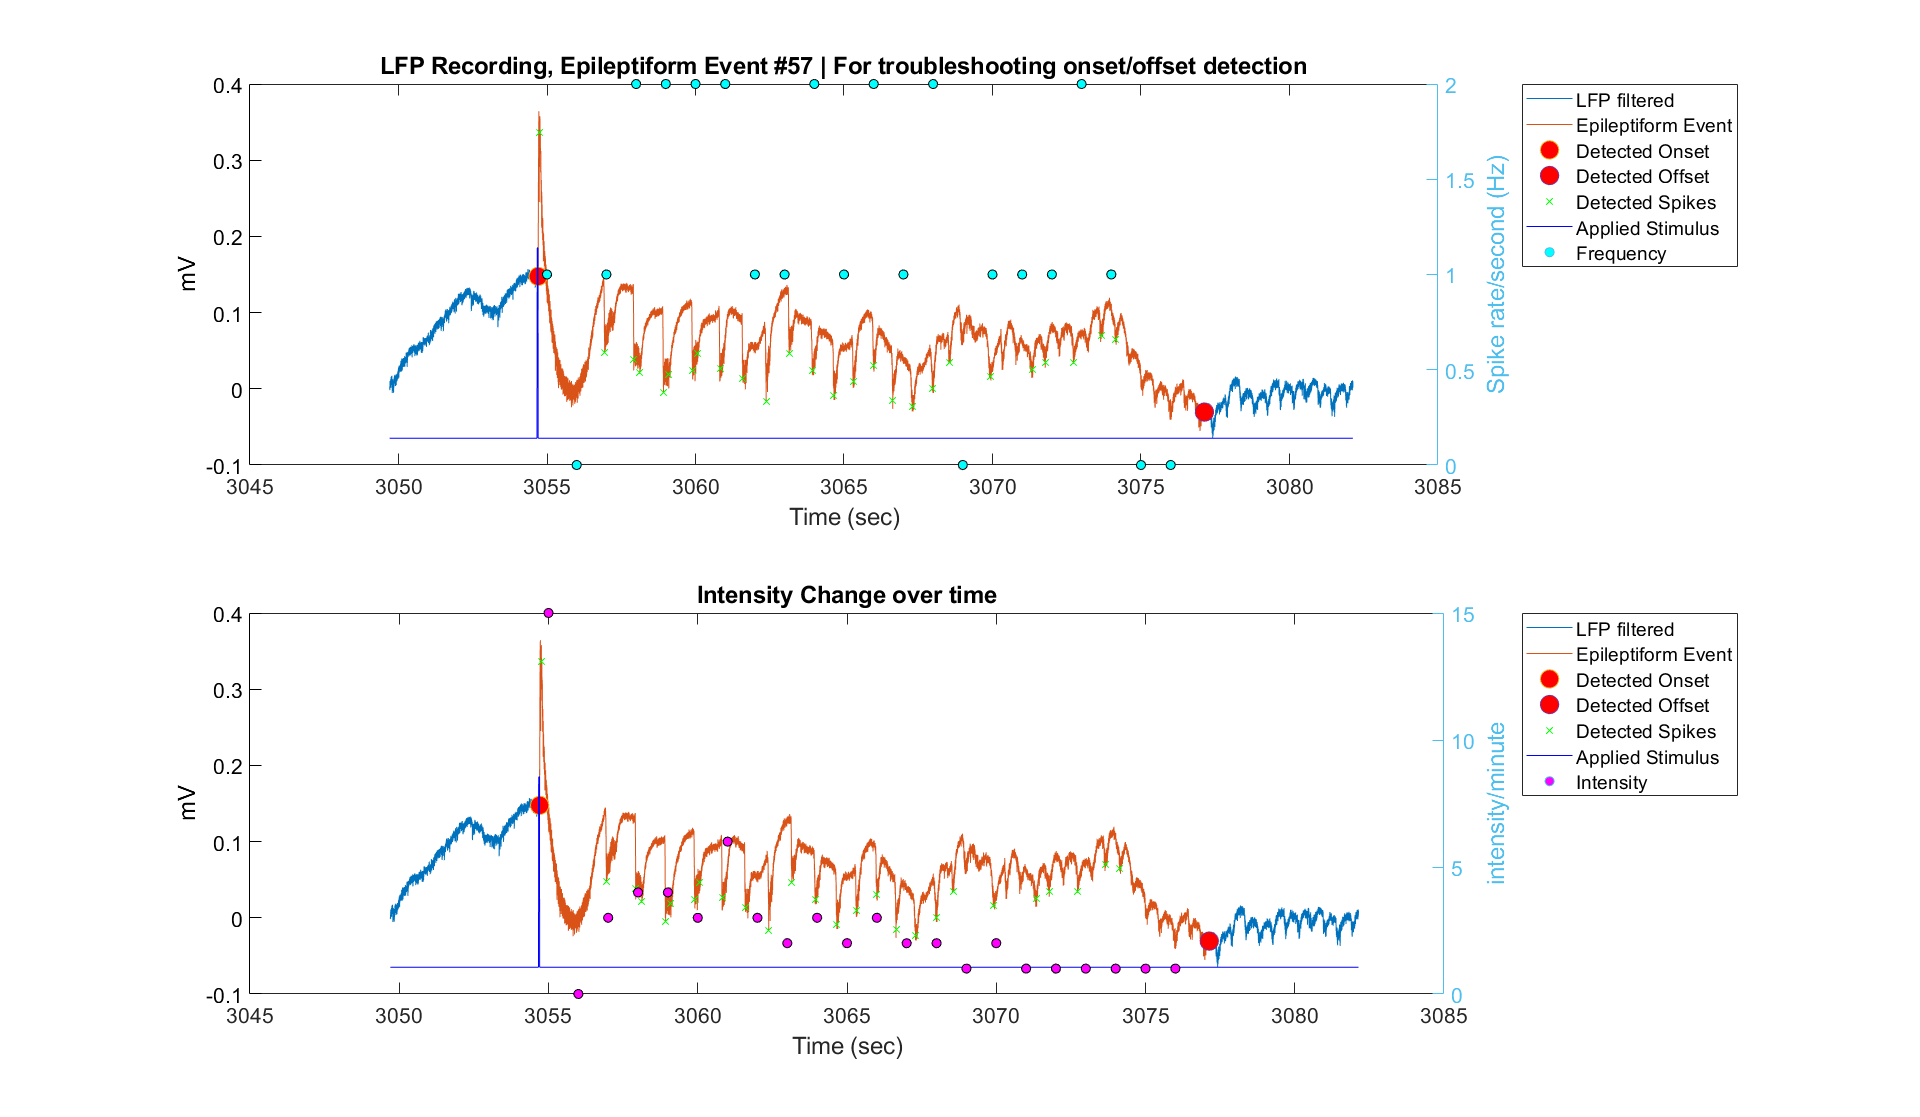 LFP Recording, Epileptiform Event #57 | For troubleshooting onset/offset detection
0.4
0.3
0.2
0.1
0
-0.1
mV
2
1.5
1
0.5
0
Spike rate/second (Hz)
3045 3050 3055 3060 3065 3070 3075 3080 3085
Time (sec)
LFP filtered
Epileptiform Event
Detected Onset
Detected Offset
Detected Spikes
Applied Stimulus
Frequency
Intensity Change over time
0.4
0.3
0.2
0.1
0
-0.1
mV
15
10
5
0
intensity/minute
3045 3050 3055 3060 3065 3070 3075 3080 3085
Time (sec)
LFP filtered
Epileptiform Event
Detected Onset
Detected Offset
Detected Spikes
Applied Stimulus
Intensity